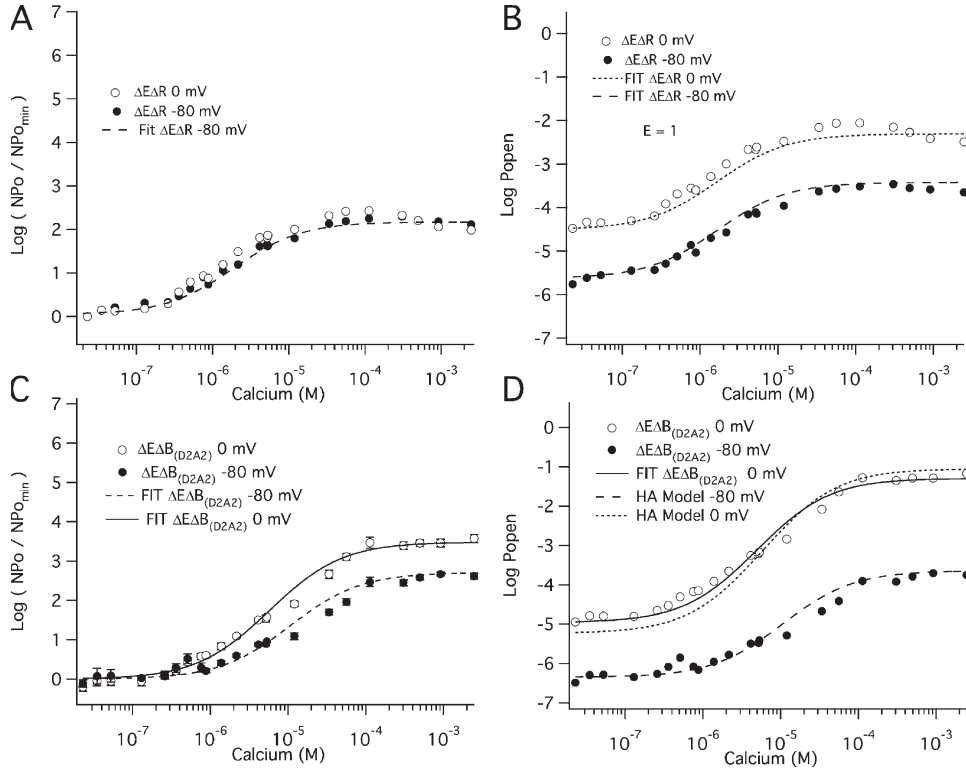 A
Log ( NPo / NPo_min )
7
6
5
4
3
2
1
0
ΔEΔR 0 mV
ΔEΔR -80 mV
Fit ΔEΔR -80 mV
10^-7 10^-6 10^-5 10^-4 10^-3
Calcium (M)
B
Log Popen
0
-1
-2
-3
-4
-5
-6
-7
ΔEΔR 0 mV
ΔEΔR -80 mV
FIT ΔEΔR 0 mV
FIT ΔEΔR -80 mV
E = 1
10^-7 10^-6 10^-5 10^-4 10^-3
Calcium (M)
C
Log ( NPo / NPo_min )
7
6
5
4
3
2
1
0
ΔEΔB(D2A2) 0 mV
ΔEΔB(D2A2) -80 mV
FIT ΔEΔB(D2A2) -80 mV
FIT ΔEΔB(D2A2) 0 mV
10^-7 10^-6 10^-5 10^-4 10^-3
Calcium (M)
D
Log Popen
0
-1
-2
-3
-4
-5
-6
-7
ΔEΔB(D2A2) 0 mV
ΔEΔB(D2A2) -80 mV
FIT ΔEΔB(D2A2) 0 mV
HA Model -80 mV
HA Model 0 mV
10^-7 10^-6 10^-5 10^-4 10^-3
Calcium (M)